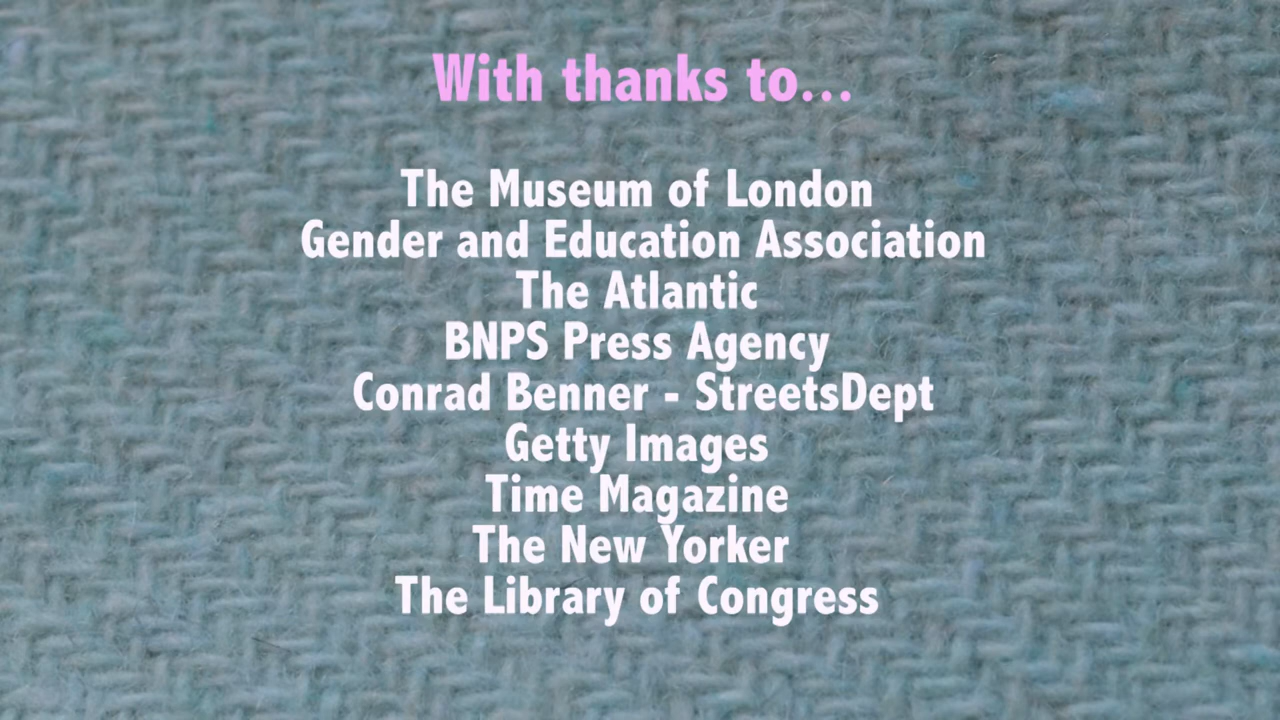 With thanks to...
The Museum of London
Gender and Education Association
The Atlantic
BNPS Press Agency
Conrad Benner - StreetsDept
Getty Images
Time Magazine
The New Yorker
The Library of Congress